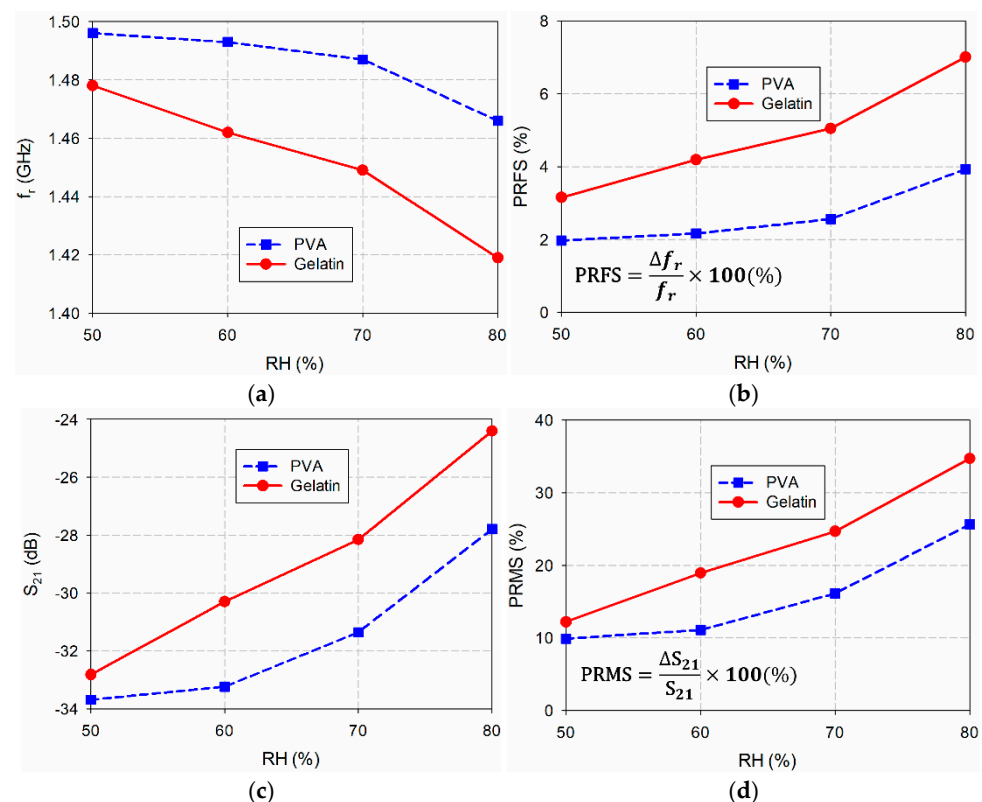 1.50
1.48
1.46
1.44
1.42
1.40
fr (GHz)
PVA
Gelatin
50 60 70 80
RH (%)
(a)
8
6
4
2
0
PRFS (%)
PVA
Gelatin
PRFS = Δfr/fr × 100(%)
50 60 70 80
RH (%)
(b)
-24
-26
-28
-30
-32
-34
S21 (dB)
PVA
Gelatin
50 60 70 80
RH (%)
(c)
40
30
20
10
0
PRMS (%)
PVA
Gelatin
PRMS = ΔS21/S21 × 100(%)
50 60 70 80
RH (%)
(d)